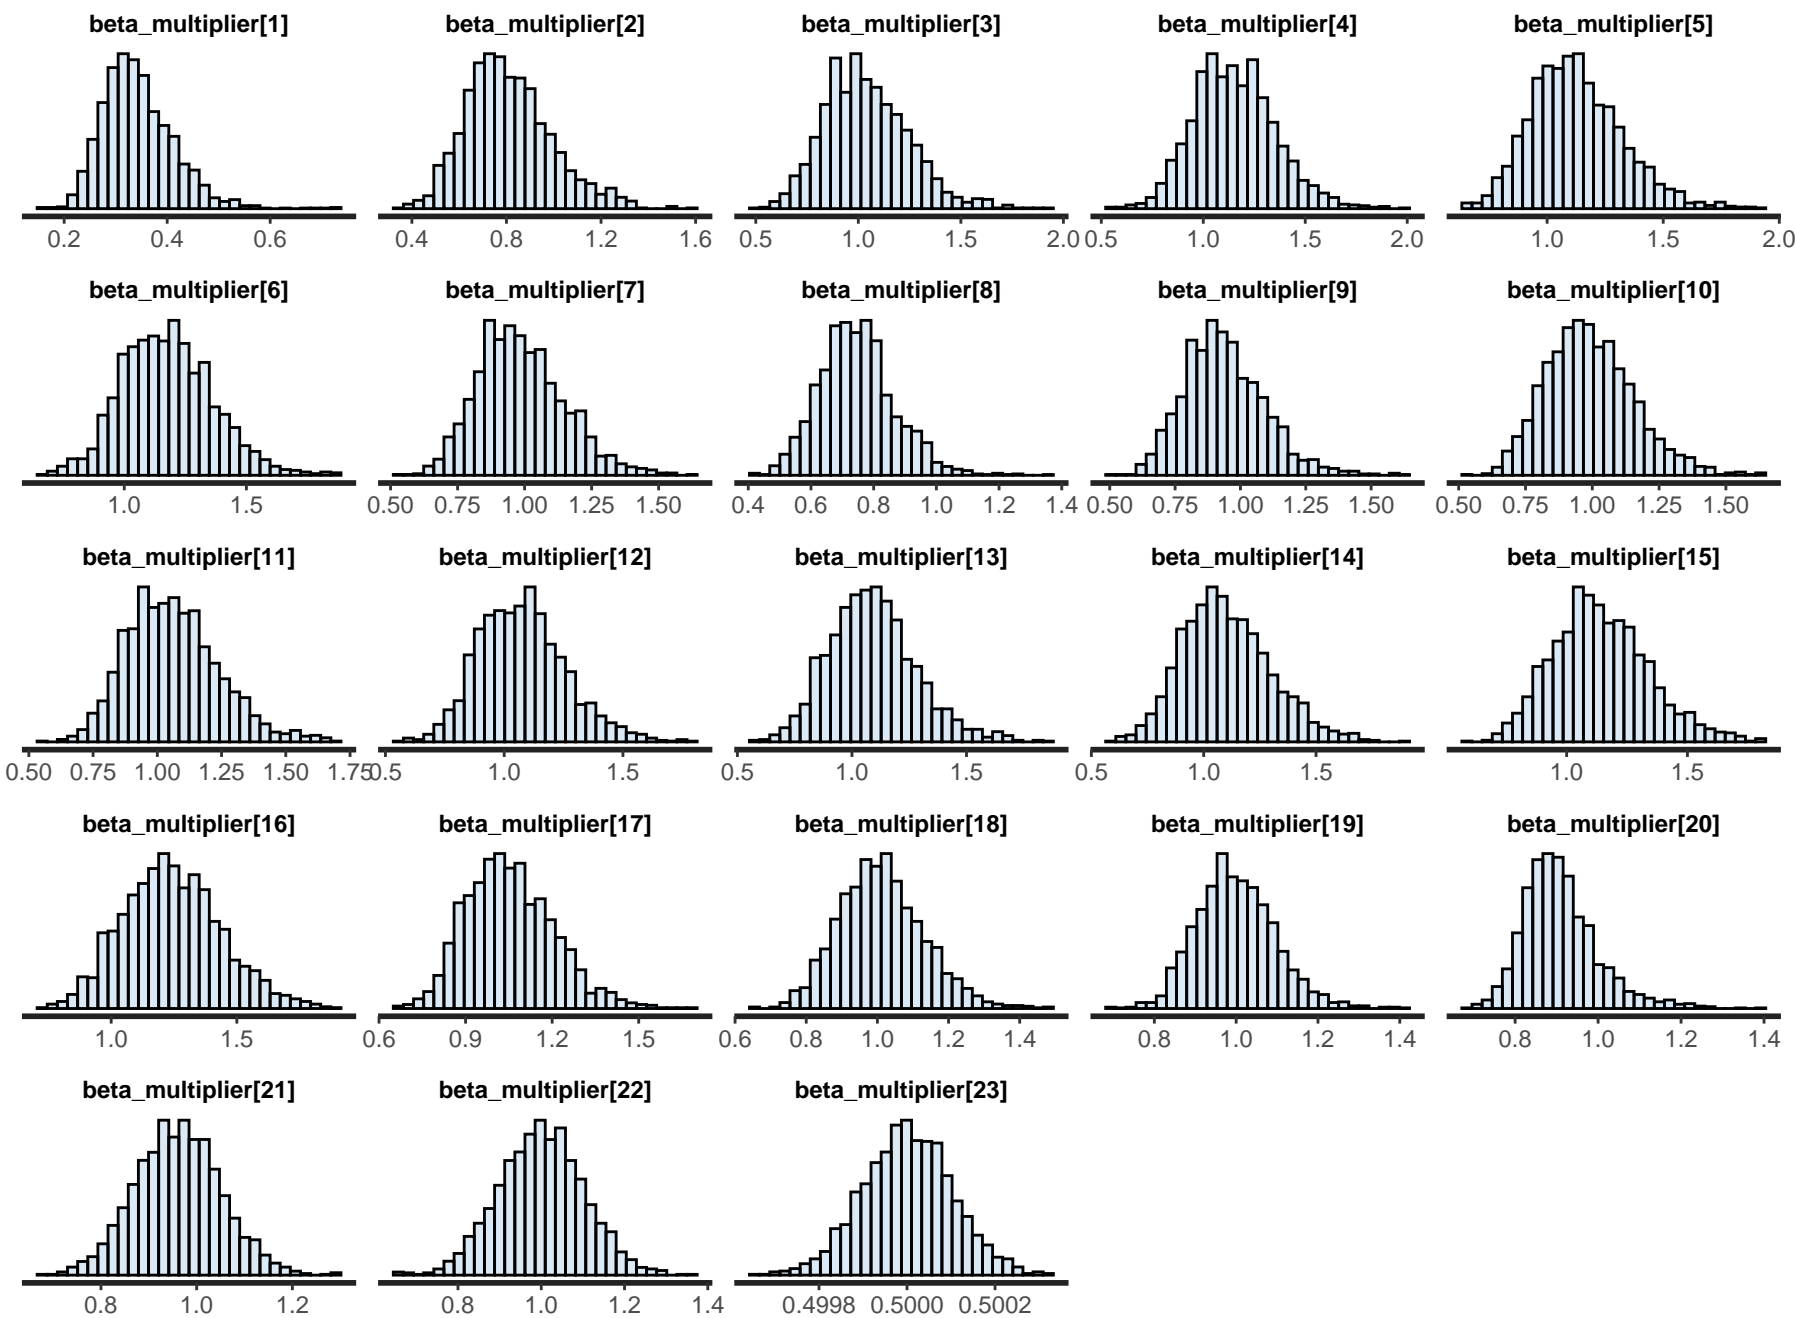 beta_multiplier[1] beta_multiplier[2] beta_multiplier[3] beta_multiplier[4] beta_multiplier[5]
0.2 0.4 0.6 0.4 0.8 1.2 1.6 0.5 1.0 1.5 2.0 0.5 1.0 1.5 2.0 1.0 1.5 2.0
beta_multiplier[6] beta_multiplier[7] beta_multiplier[8] beta_multiplier[9] beta_multiplier[10]
1.0 1.5 0.50 0.75 1.00 1.25 1.50 0.4 0.6 0.8 1.0 1.2 1.4 0.50 0.75 1.00 1.25 1.50 0.50 0.75 1.00 1.25 1.50
beta_multiplier[11] beta_multiplier[12] beta_multiplier[13] beta_multiplier[14] beta_multiplier[15]
0.50 0.75 1.00 1.25 1.50 1.75 0.5 1.0 1.5 0.5 1.0 1.5 0.5 1.0 1.5 1.0 1.5
beta_multiplier[16] beta_multiplier[17] beta_multiplier[18] beta_multiplier[19] beta_multiplier[20]
1.0 1.5 0.6 0.9 1.2 1.5 0.6 0.8 1.0 1.2 1.4 0.8 1.0 1.2 1.4 0.8 1.0 1.2 1.4
beta_multiplier[21] beta_multiplier[22] beta_multiplier[23]
0.8 1.0 1.2 0.8 1.0 1.2 1.4 0.4998 0.5000 0.5002